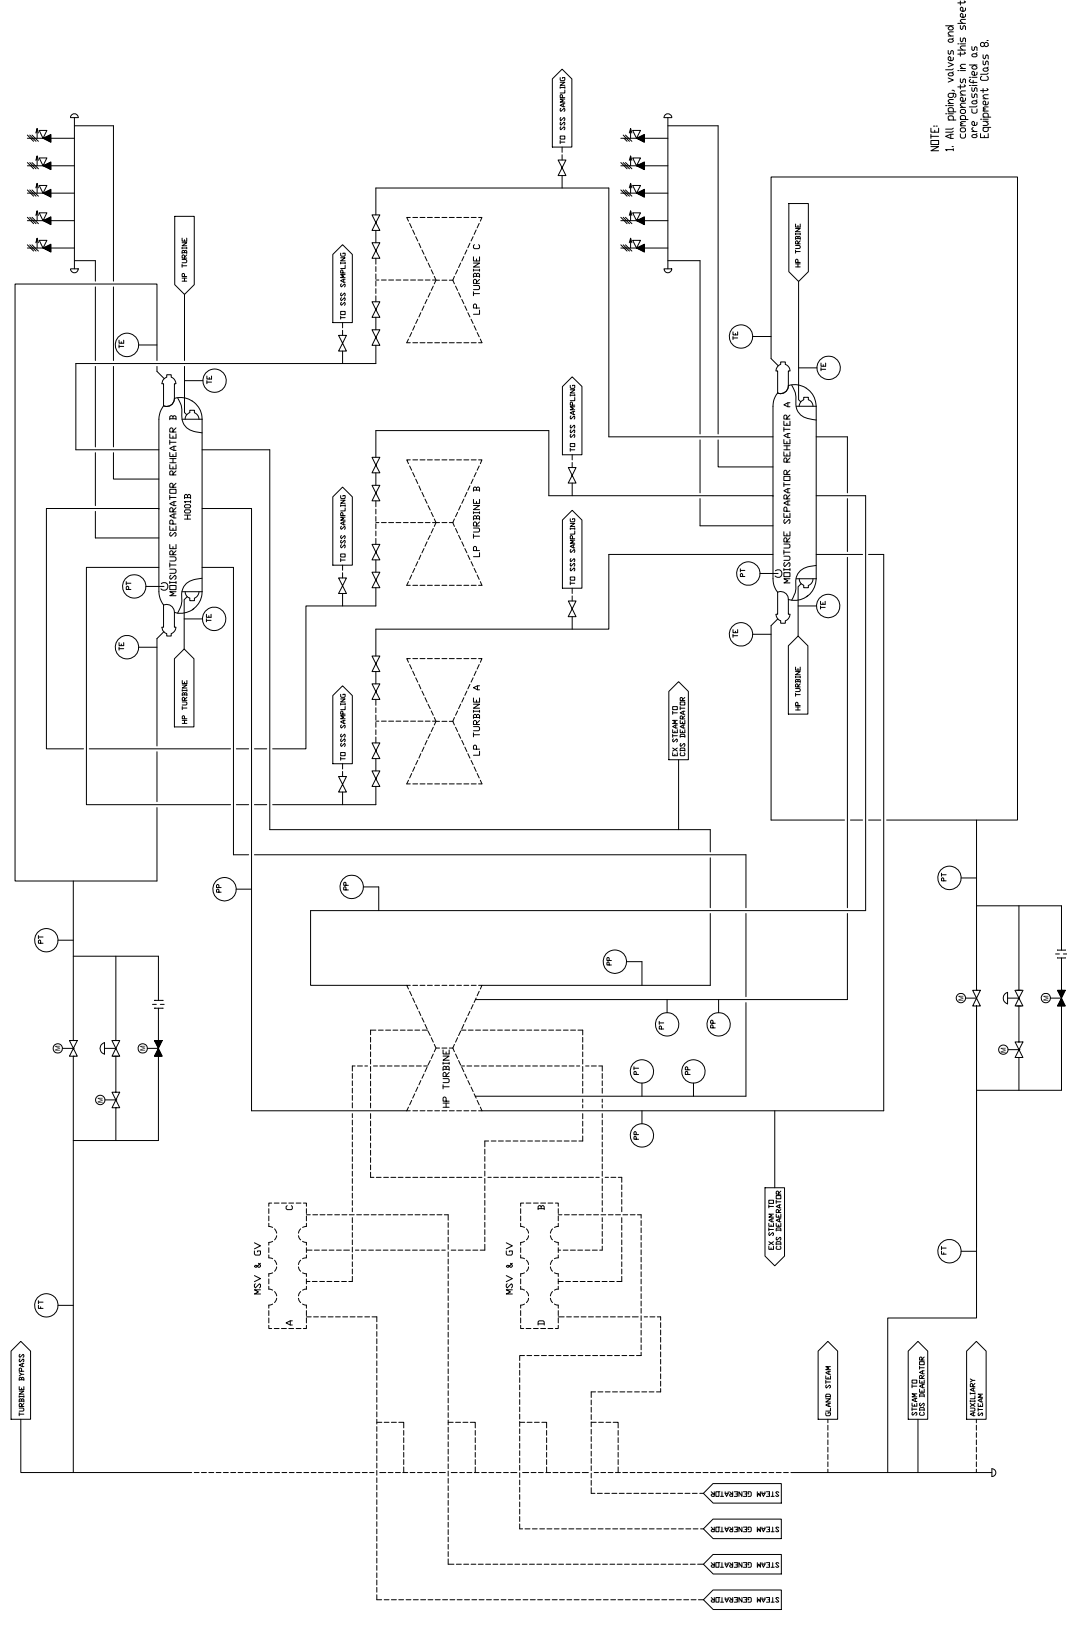 TURBINE BYPASS
FT
PT
M
M
M
TE
PT
TE
TE
TE
MOISUTURE SEPARATOR REHEATER B
H001B
HP TURBINE
HP TURBINE
PP
PP
MSV & GV
A
C
HP TURBINE
TO SSS SAMPLING
TO SSS SAMPLING
TO SSS SAMPLING
LP TURBINE A
LP TURBINE B
LP TURBINE C
MSV & GV
D
B
TO SSS SAMPLING
TO SSS SAMPLING
TO SSS SAMPLING
PP
PT
PP
PP
PT
PP
EX STEAM TO
CDS DEAERATOR
STEAM GENERATOR
STEAM GENERATOR
STEAM GENERATOR
STEAM GENERATOR
EX STEAM TO
CDS DEAERATOR
TE
PT
TE
TE
TE
MOISUTURE SEPARATOR REHEATER A
HP TURBINE
HP TURBINE
GLAND STEAM
STEAM TO
CDS DEAERATOR
AUXILIARY
STEAM
FT
PT
M
M
M
NOTE:
1. All piping, valves and
components in this sheet
are classified as
Equipment Class 8.